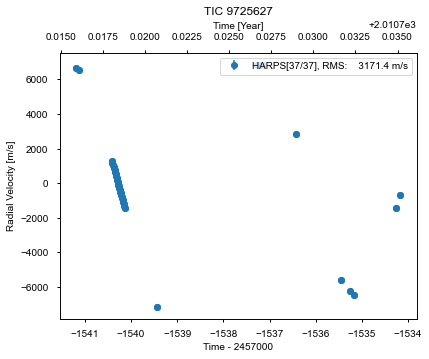 TIC 9725627
Time [Year]
+2.0107e3
0.0150 0.0175 0.0200 0.0225 0.0250 0.0275 0.0300 0.0325 0.0350
HARPS[37/37], RMS: 3171.4 m/s
Radial Velocity [m/s]
6000
4000
2000
0
−2000
−4000
−6000
−1541 −1540 −1539 −1538 −1537 −1536 −1535 −1534
Time - 2457000